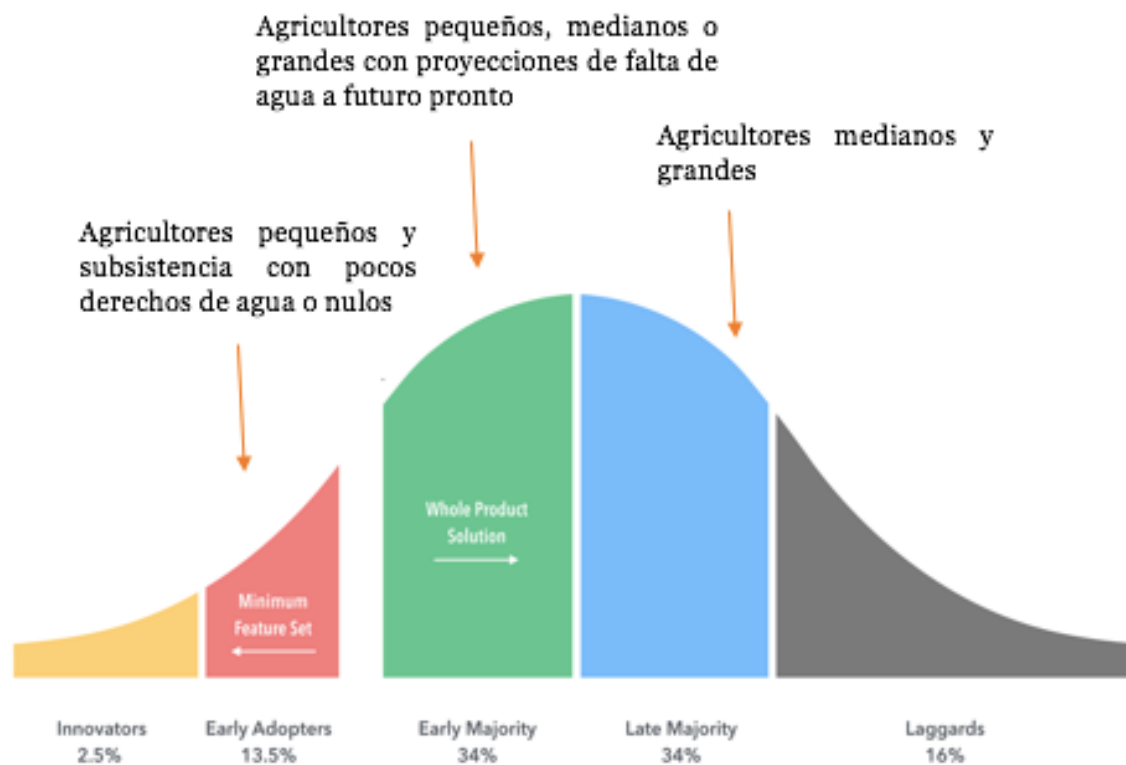 Agricultores pequeños, medianos o
grandes con proyecciones de falta de
agua a futuro pronto
Agricultores medianos y
grandes
Agricultores pequeños y
subsistencia con pocos
derechos de agua o nulos
Whole Product
Solution
Minimum
Feature Set
Innovators
2.5%
Early Adopters
13.5%
Early Majority
34%
Late Majority
34%
Laggards
16%